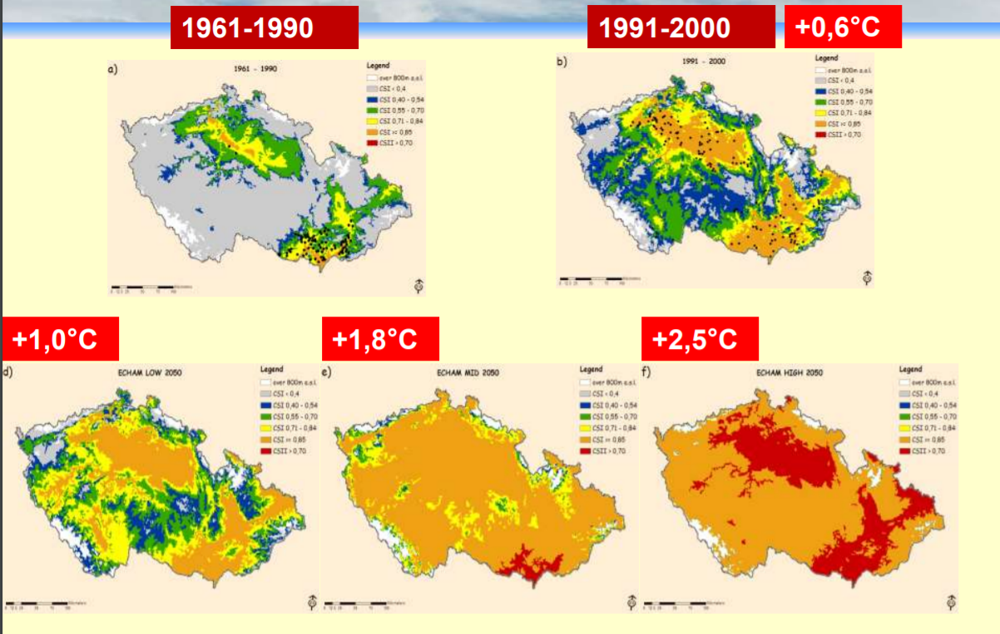 1961-1990
1991-2000
+0,6°C
a)
1961 - 1990
Legend
over 800m a.s.l.
CSI < 0,4
CSI 0,40 - 0,54
CSI 0,55 - 0,70
CSI 0,71 - 0,84
CSI >= 0,85
CSII > 0,70
b)
1991 - 2000
Legend
over 800m a.s.l.
CSI < 0,4
CSI 0,40 - 0,54
CSI 0,55 - 0,70
CSI 0,71 - 0,84
CSI >= 0,85
CSII > 0,70
+1,0°C
+1,8°C
+2,5°C
d)
ECHAM LOW 2050
Legend
over 800m a.s.l.
CSI < 0,4
CSI 0,40 - 0,54
CSI 0,55 - 0,70
CSI 0,71 - 0,84
CSI >= 0,85
CSII > 0,70
e)
ECHAM MID 2050
Legend
over 800m a.s.l.
CSI < 0,4
CSI 0,40 - 0,54
CSI 0,55 - 0,70
CSI 0,71 - 0,84
CSI >= 0,85
CSII > 0,70
f)
ECHAM HIGH 2050
Legend
over 800m a.s.l.
CSI < 0,4
CSI 0,40 - 0,54
CSI 0,55 - 0,70
CSI 0,71 - 0,84
CSI >= 0,85
CSII > 0,70